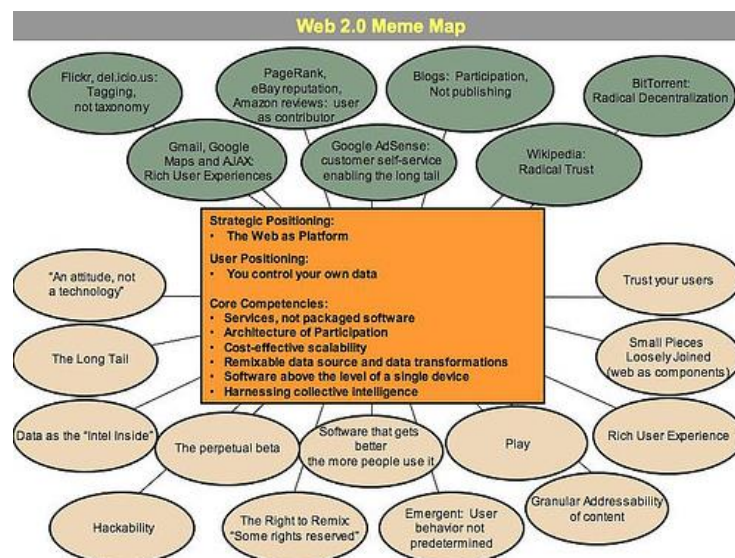 Web 2.0 Meme Map
Flickr, del.icio.us:
Tagging,
not taxonomy
PageRank,
eBay reputation,
Amazon reviews: user
as contributor
Blogs: Participation,
Not publishing
BitTorrent:
Radical Decentralization
Gmail, Google
Maps and AJAX:
Rich User Experiences
Google AdSense:
customer self-service
enabling the long tail
Wikipedia:
Radical Trust
Strategic Positioning:
• The Web as Platform
User Positioning:
• You control your own data
Core Competencies:
• Services, not packaged software
• Architecture of Participation
• Cost-effective scalability
• Remixable data source and data transformations
• Software above the level of a single device
• Harnessing collective intelligence
"An attitude, not
a technology"
Trust your users
The Long Tail
Small Pieces
Loosely Joined
(web as components)
Data as the "Intel Inside"
The perpetual beta
Software that gets
better
the more people use it
Play
Rich User Experience
Hackability
The Right to Remix:
"Some rights reserved"
Emergent: User
behavior not
predetermined
Granular Addressability
of content